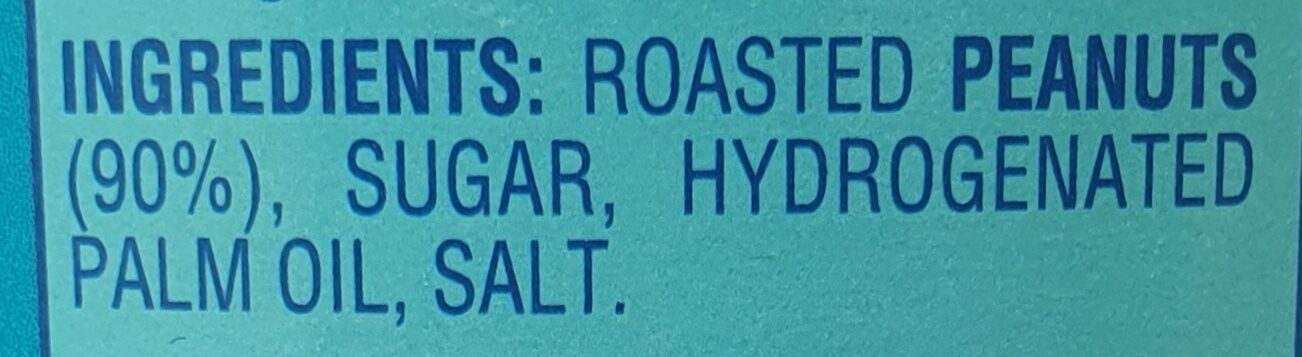 INGREDIENTS: ROASTED PEANUTS
(90%), SUGAR, HYDROGENATED
PALM OIL, SALT.